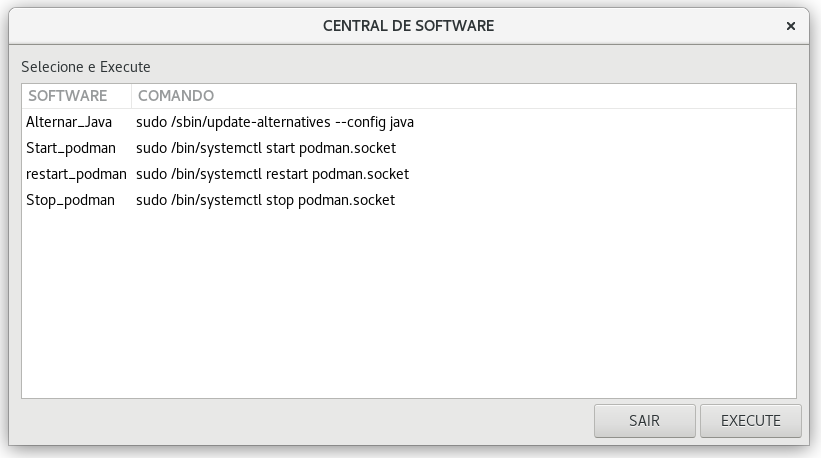 CENTRAL DE SOFTWARE ×
Selecione e Execute
SOFTWARE COMANDO
Alternar_Java sudo /sbin/update-alternatives --config java
Start_podman sudo /bin/systemctl start podman.socket
restart_podman sudo /bin/systemctl restart podman.socket
Stop_podman sudo /bin/systemctl stop podman.socket
SAIR EXECUTE